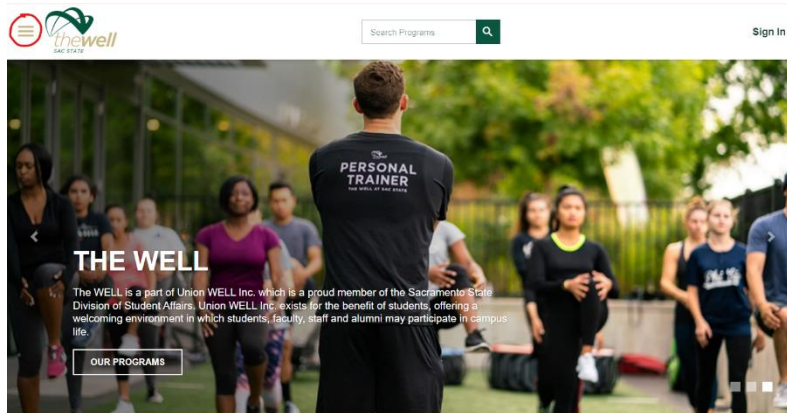 thewell
SAC STATE
Search Programs
Sign In
PERSONAL
TRAINER
THE WELL AT SAC STATE
THE WELL
The WELL is a part of Union WELL Inc. which is a proud member of the Sacramento State
Division of Student Affairs. Union WELL Inc. exists for the benefit of students, offering a
welcoming environment in which students, faculty, staff and alumni may participate in campus
life.
OUR PROGRAMS